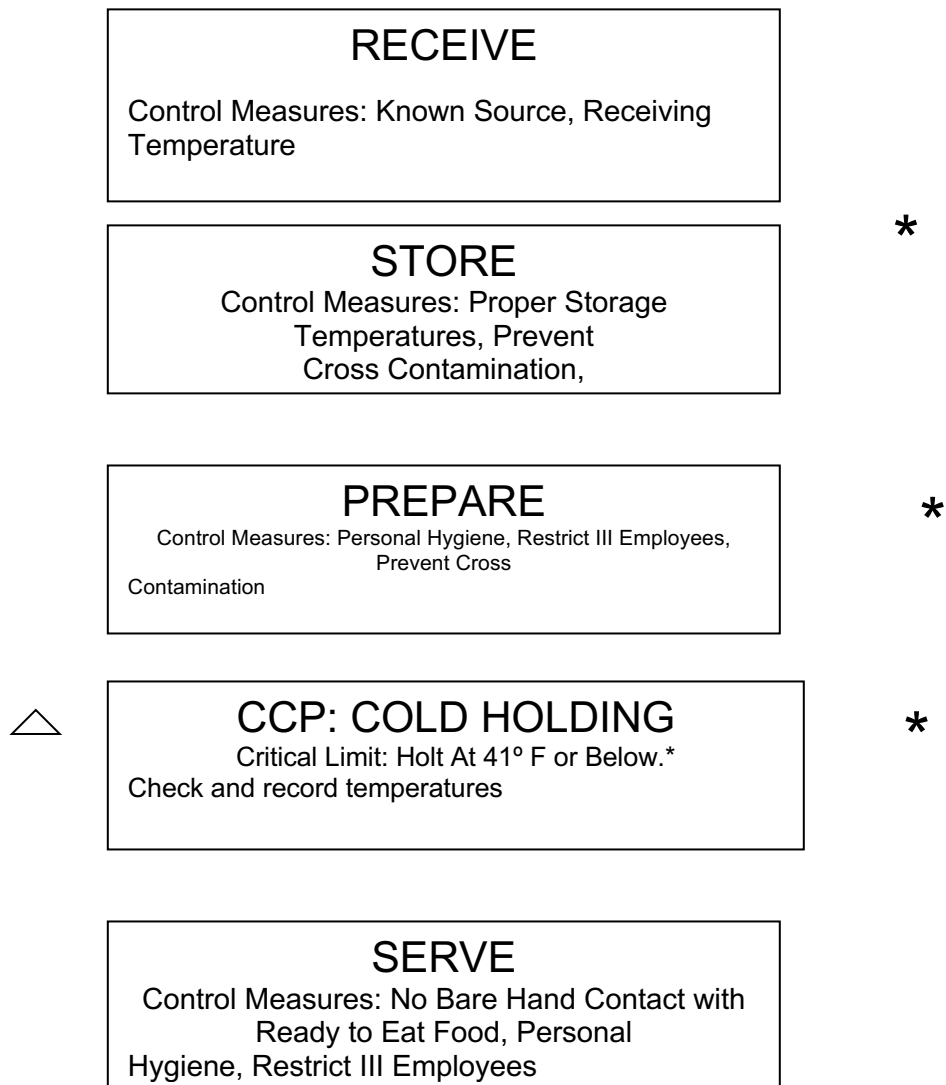 RECEIVE
Control Measures: Known Source, Receiving
Temperature
*
STORE
Control Measures: Proper Storage
Temperatures, Prevent
Cross Contamination,
PREPARE
*
Control Measures: Personal Hygiene, Restrict Ill Employees,
Prevent Cross
Contamination
CCP: COLD HOLDING
*
Critical Limit: Holt At 41º F or Below.*
Check and record temperatures
SERVE
Control Measures: No Bare Hand Contact with
Ready to Eat Food, Personal
Hygiene, Restrict Ill Employees